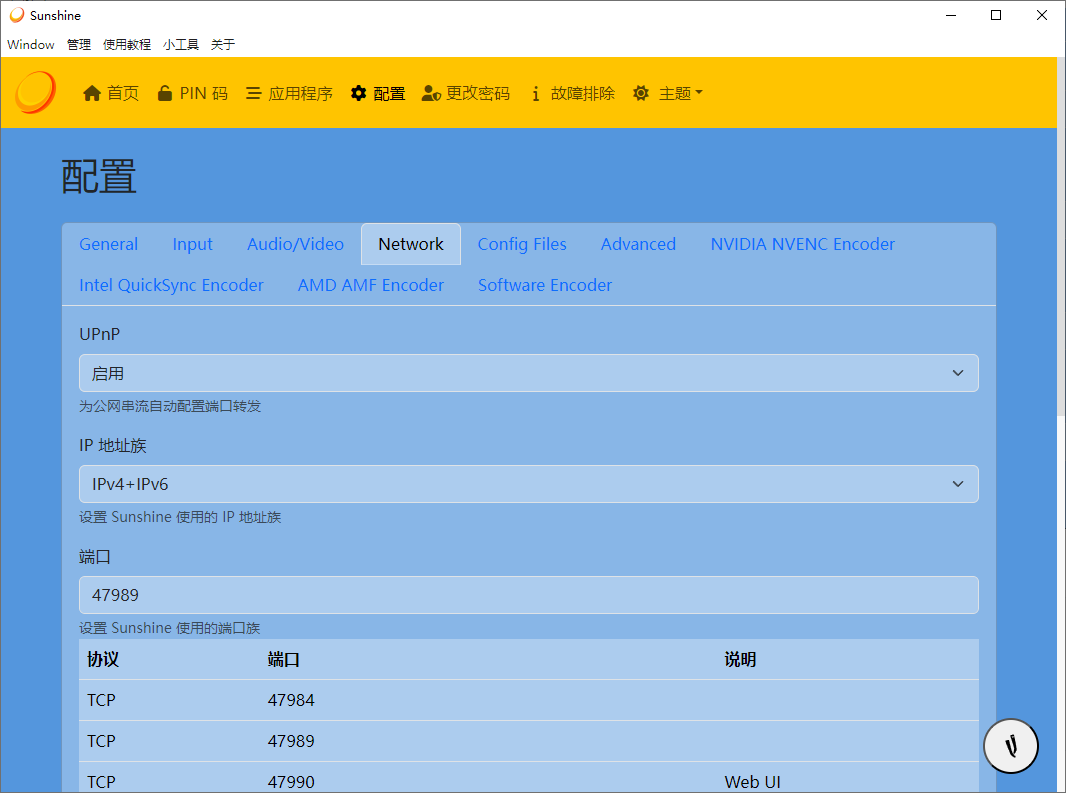 Sunshine
Window 管理 使用教程 小工具 关于
首页 PIN 码 应用程序 配置 更改密码 故障排除 主题
配置
General Input Audio/Video Network Config Files Advanced NVIDIA NVENC Encoder
Intel QuickSync Encoder AMD AMF Encoder Software Encoder
UPnP
启用
为公网串流自动配置端口转发
IP 地址族
IPv4+IPv6
设置 Sunshine 使用的 IP 地址族
端口
47989
设置 Sunshine 使用的端口族
协议 端口 说明
TCP 47984
TCP 47989
TCP 47990 Web UI